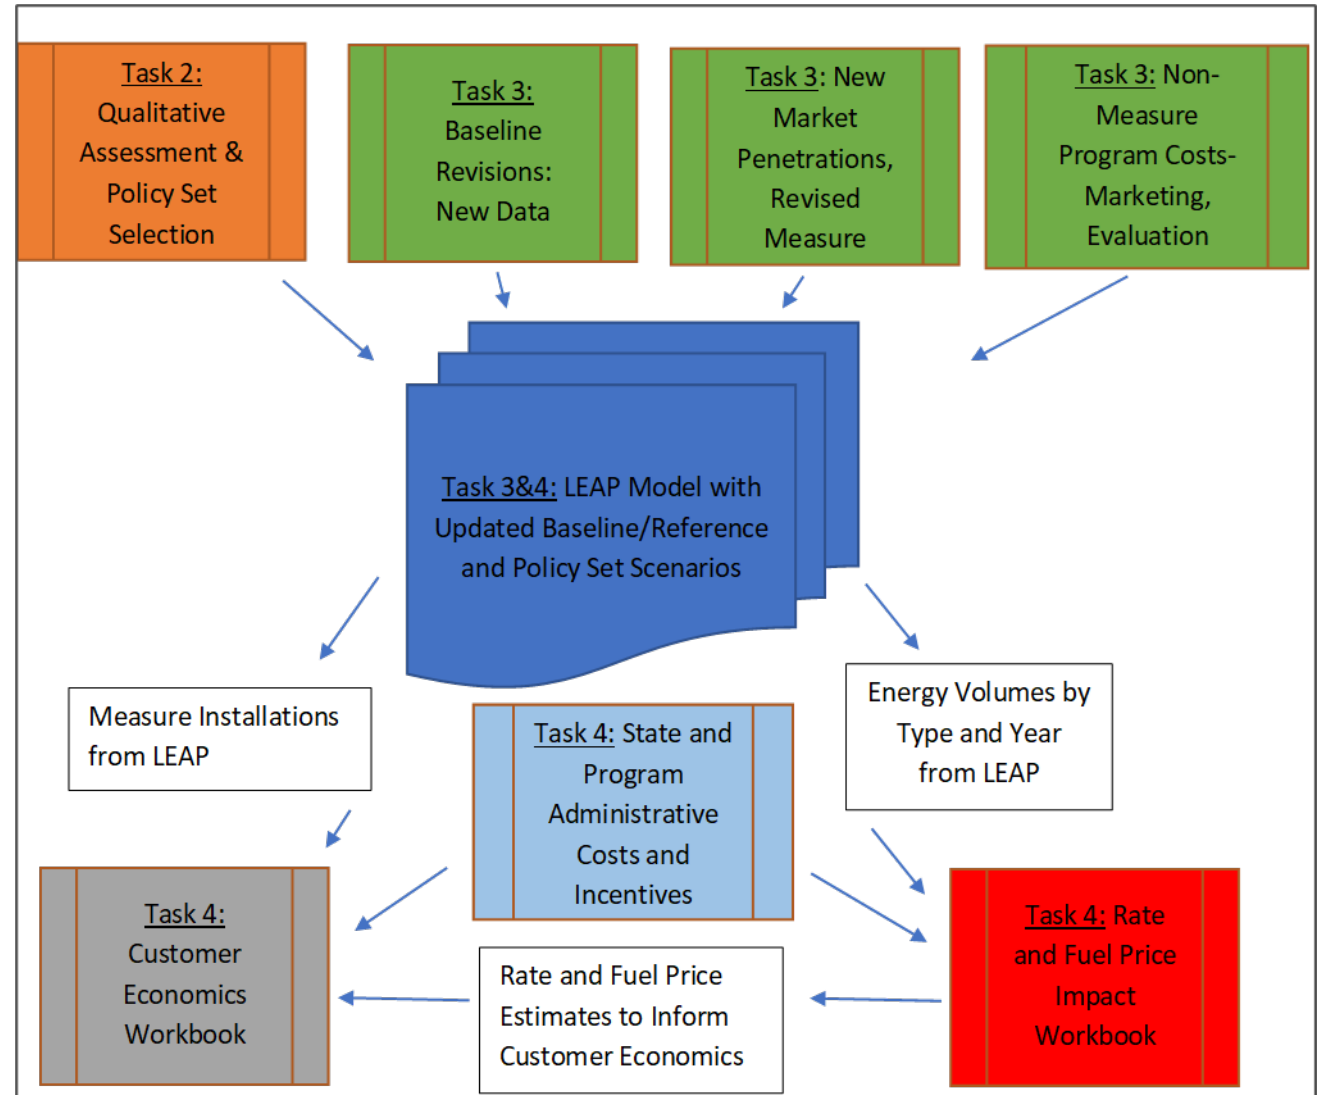 Task 2:
Qualitative
Assessment &
Policy Set
Selection
Task 3:
Baseline
Revisions:
New Data
Task 3: New
Market
Penetrations,
Revised
Measure
Task 3: Non-
Measure
Program Costs-
Marketing,
Evaluation
Task 3&4: LEAP Model with
Updated Baseline/Reference
and Policy Set Scenarios
Measure Installations
from LEAP
Task 4: State and
Program
Administrative
Costs and
Incentives
Energy Volumes by
Type and Year
from LEAP
Task 4:
Customer
Economics
Workbook
Rate and Fuel Price
Estimates to Inform
Customer Economics
Task 4: Rate
and Fuel Price
Impact
Workbook